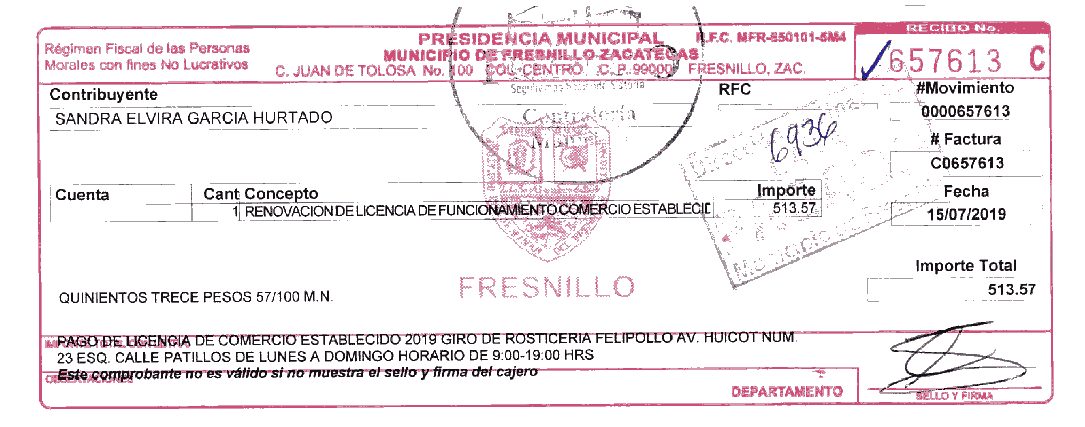 Régimen Fiscal de las Personas
Morales con fines No Lucrativos
PRESIDENCIA MUNICIPAL R.F.C. MFR-850101-5M4
MUNICIPIO DE FRESNILLO ZACATECAS
C. JUAN DE TOLOSA No. 100 COL. CENTRO C.P. 99000 FRESNILLO, ZAC.
RECIBO No.
657613 C
Contribuyente
SANDRA ELVIRA GARCIA HURTADO
RFC
#Movimiento
0000657613
# Factura
C0657613
Contraloría
6936
Cuenta Cant Concepto Importe
1 RENOVACION DE LICENCIA DE FUNCIONAMIENTO COMERCIO ESTABLECID 513.57
Fecha
15/07/2019
FRESNILLO
Importe Total
513.57
QUINIENTOS TRECE PESOS 57/100 M.N.
PAGO DE LICENCIA DE COMERCIO ESTABLECIDO 2019 GIRO DE ROSTICERIA FELIPOLLO AV. HUICOT NUM.
23 ESQ. CALLE PATILLOS DE LUNES A DOMINGO HORARIO DE 9:00-19:00 HRS
Este comprobante no es válido si no muestra el sello y firma del cajero
OBSERVACIONES
DEPARTAMENTO
SELLO Y FIRMA